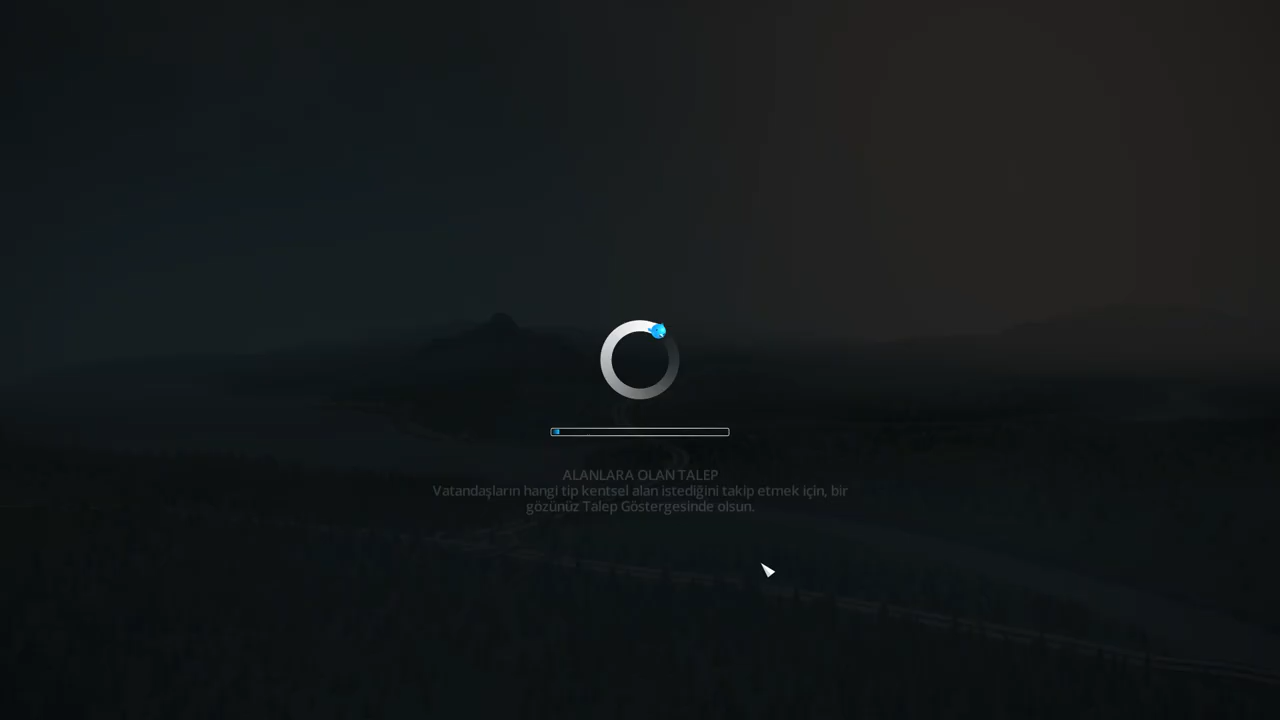 ALANLARA OLAN TALEP
Vatandaşların hangi tip kentsel alan istediğini takip etmek için, bir
gözünüz Talep Göstergesinde olsun.